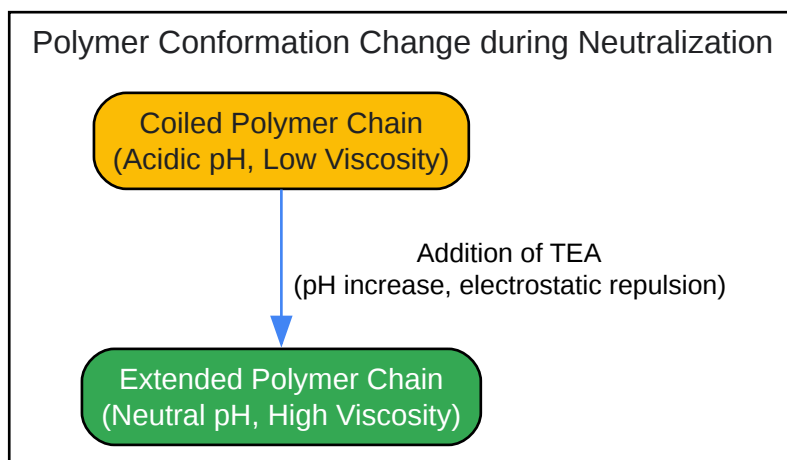 Polymer Conformation Change during Neutralization
Coiled Polymer Chain
(Acidic pH, Low Viscosity)
Addition of TEA
(pH increase, electrostatic repulsion)
Extended Polymer Chain
(Neutral pH, High Viscosity)